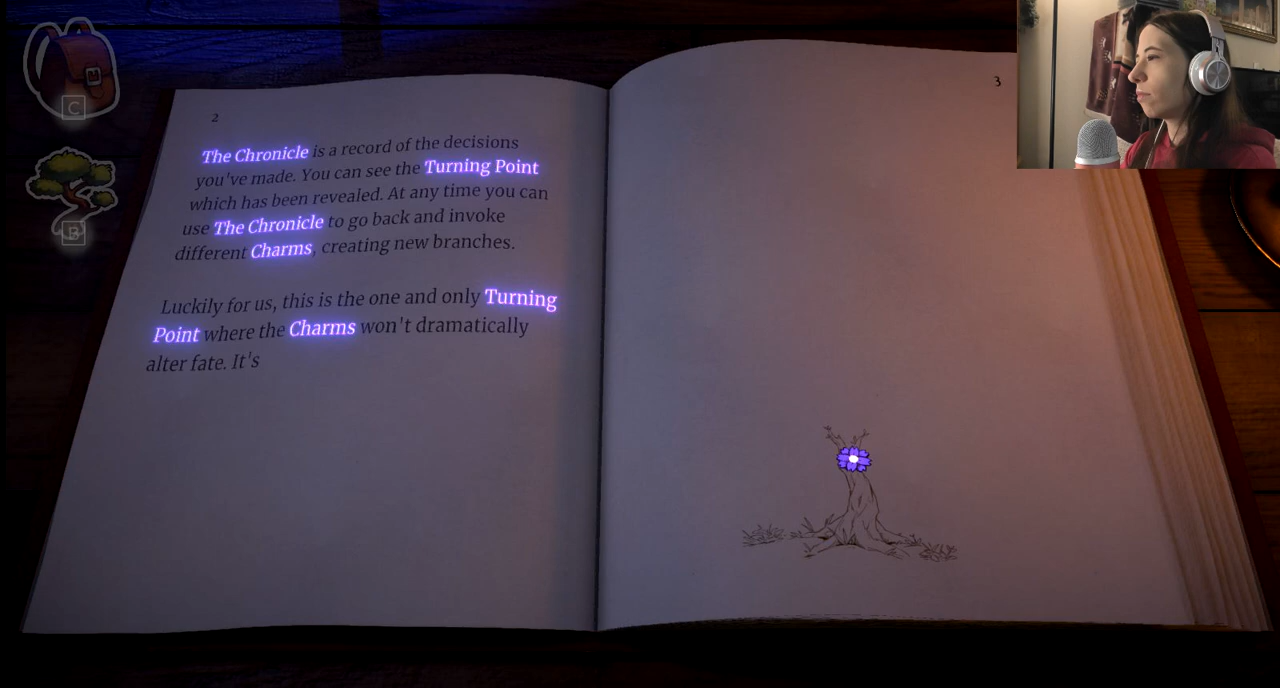 C
B
2
The Chronicle is a record of the decisions
you've made. You can see the Turning Point
which has been revealed. At any time you can
use The Chronicle to go back and invoke
different Charms, creating new branches.
Luckily for us, this is the one and only Turning
Point where the Charms won't dramatically
alter fate. It's
3